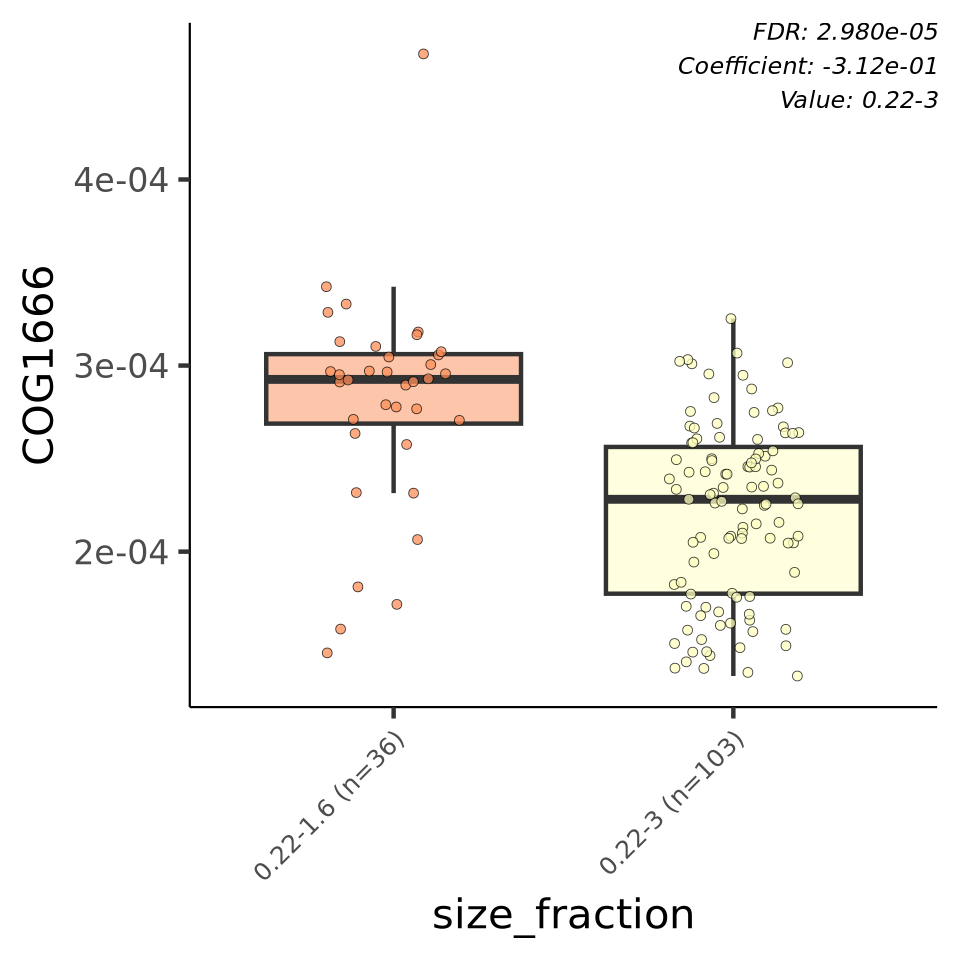 FDR: 2.980e-05
Coefficient: -3.12e-01
Value: 0.22-3
4e-04
3e-04
2e-04
COG1666
0.22-1.6 (n=36)
0.22-3 (n=103)
size_fraction